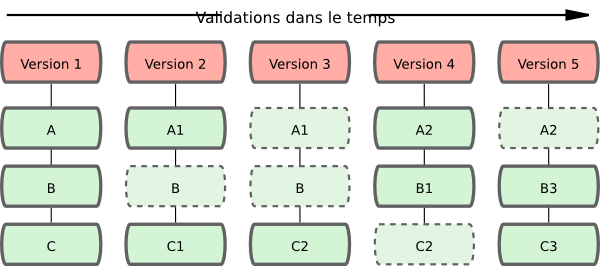 Validations dans le temps
Version 1 Version 2 Version 3 Version 4 Version 5
A A1 A1 A2 A2
B B B B1 B3
C C1 C2 C2 C3